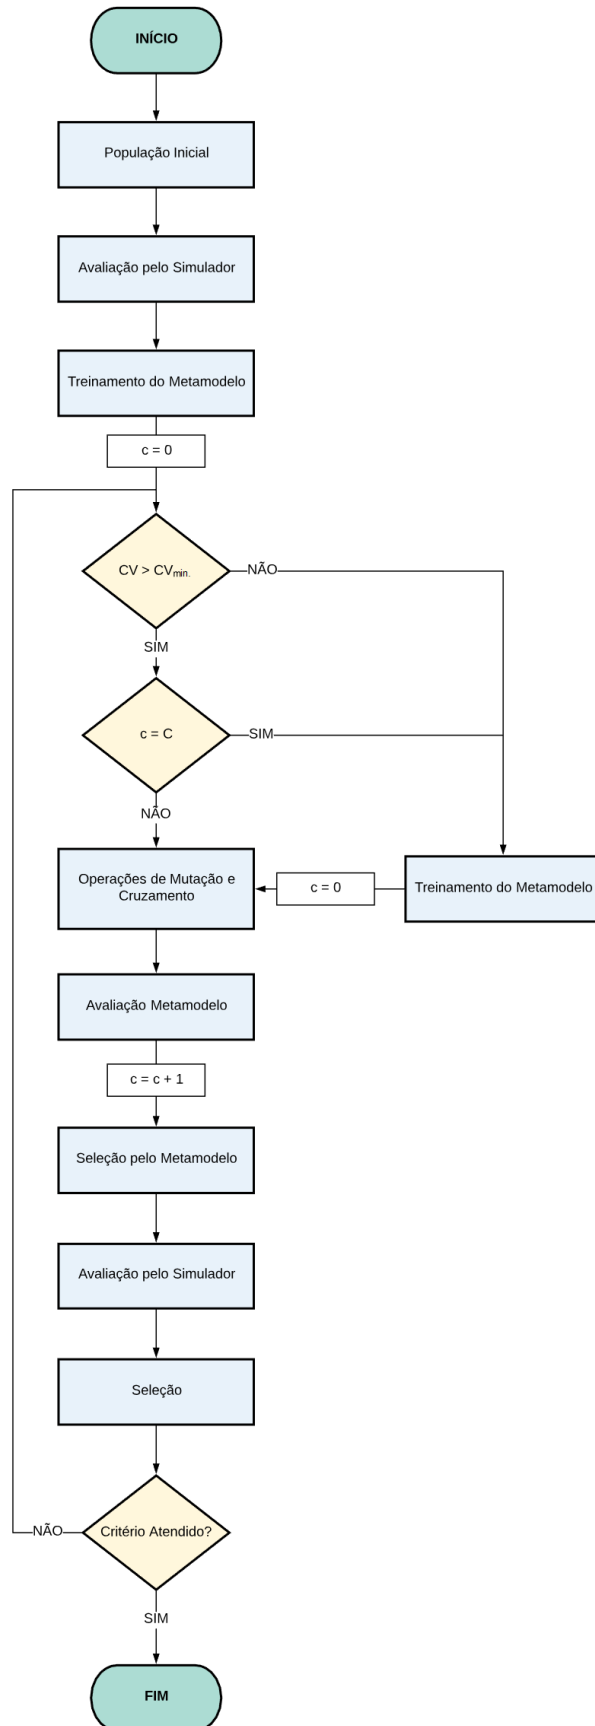 INÍCIO
População Inicial
Avaliação pelo Simulador
Treinamento do Metamodelo
c = 0
CV > CVmin.
NÃO
SIM
c = C
SIM
NÃO
Operações de Mutação e
Cruzamento
c = 0
Treinamento do Metamodelo
Avaliação Metamodelo
c = c + 1
Seleção pelo Metamodelo
Avaliação pelo Simulador
Seleção
Critério Atendido?
NÃO
SIM
FIM